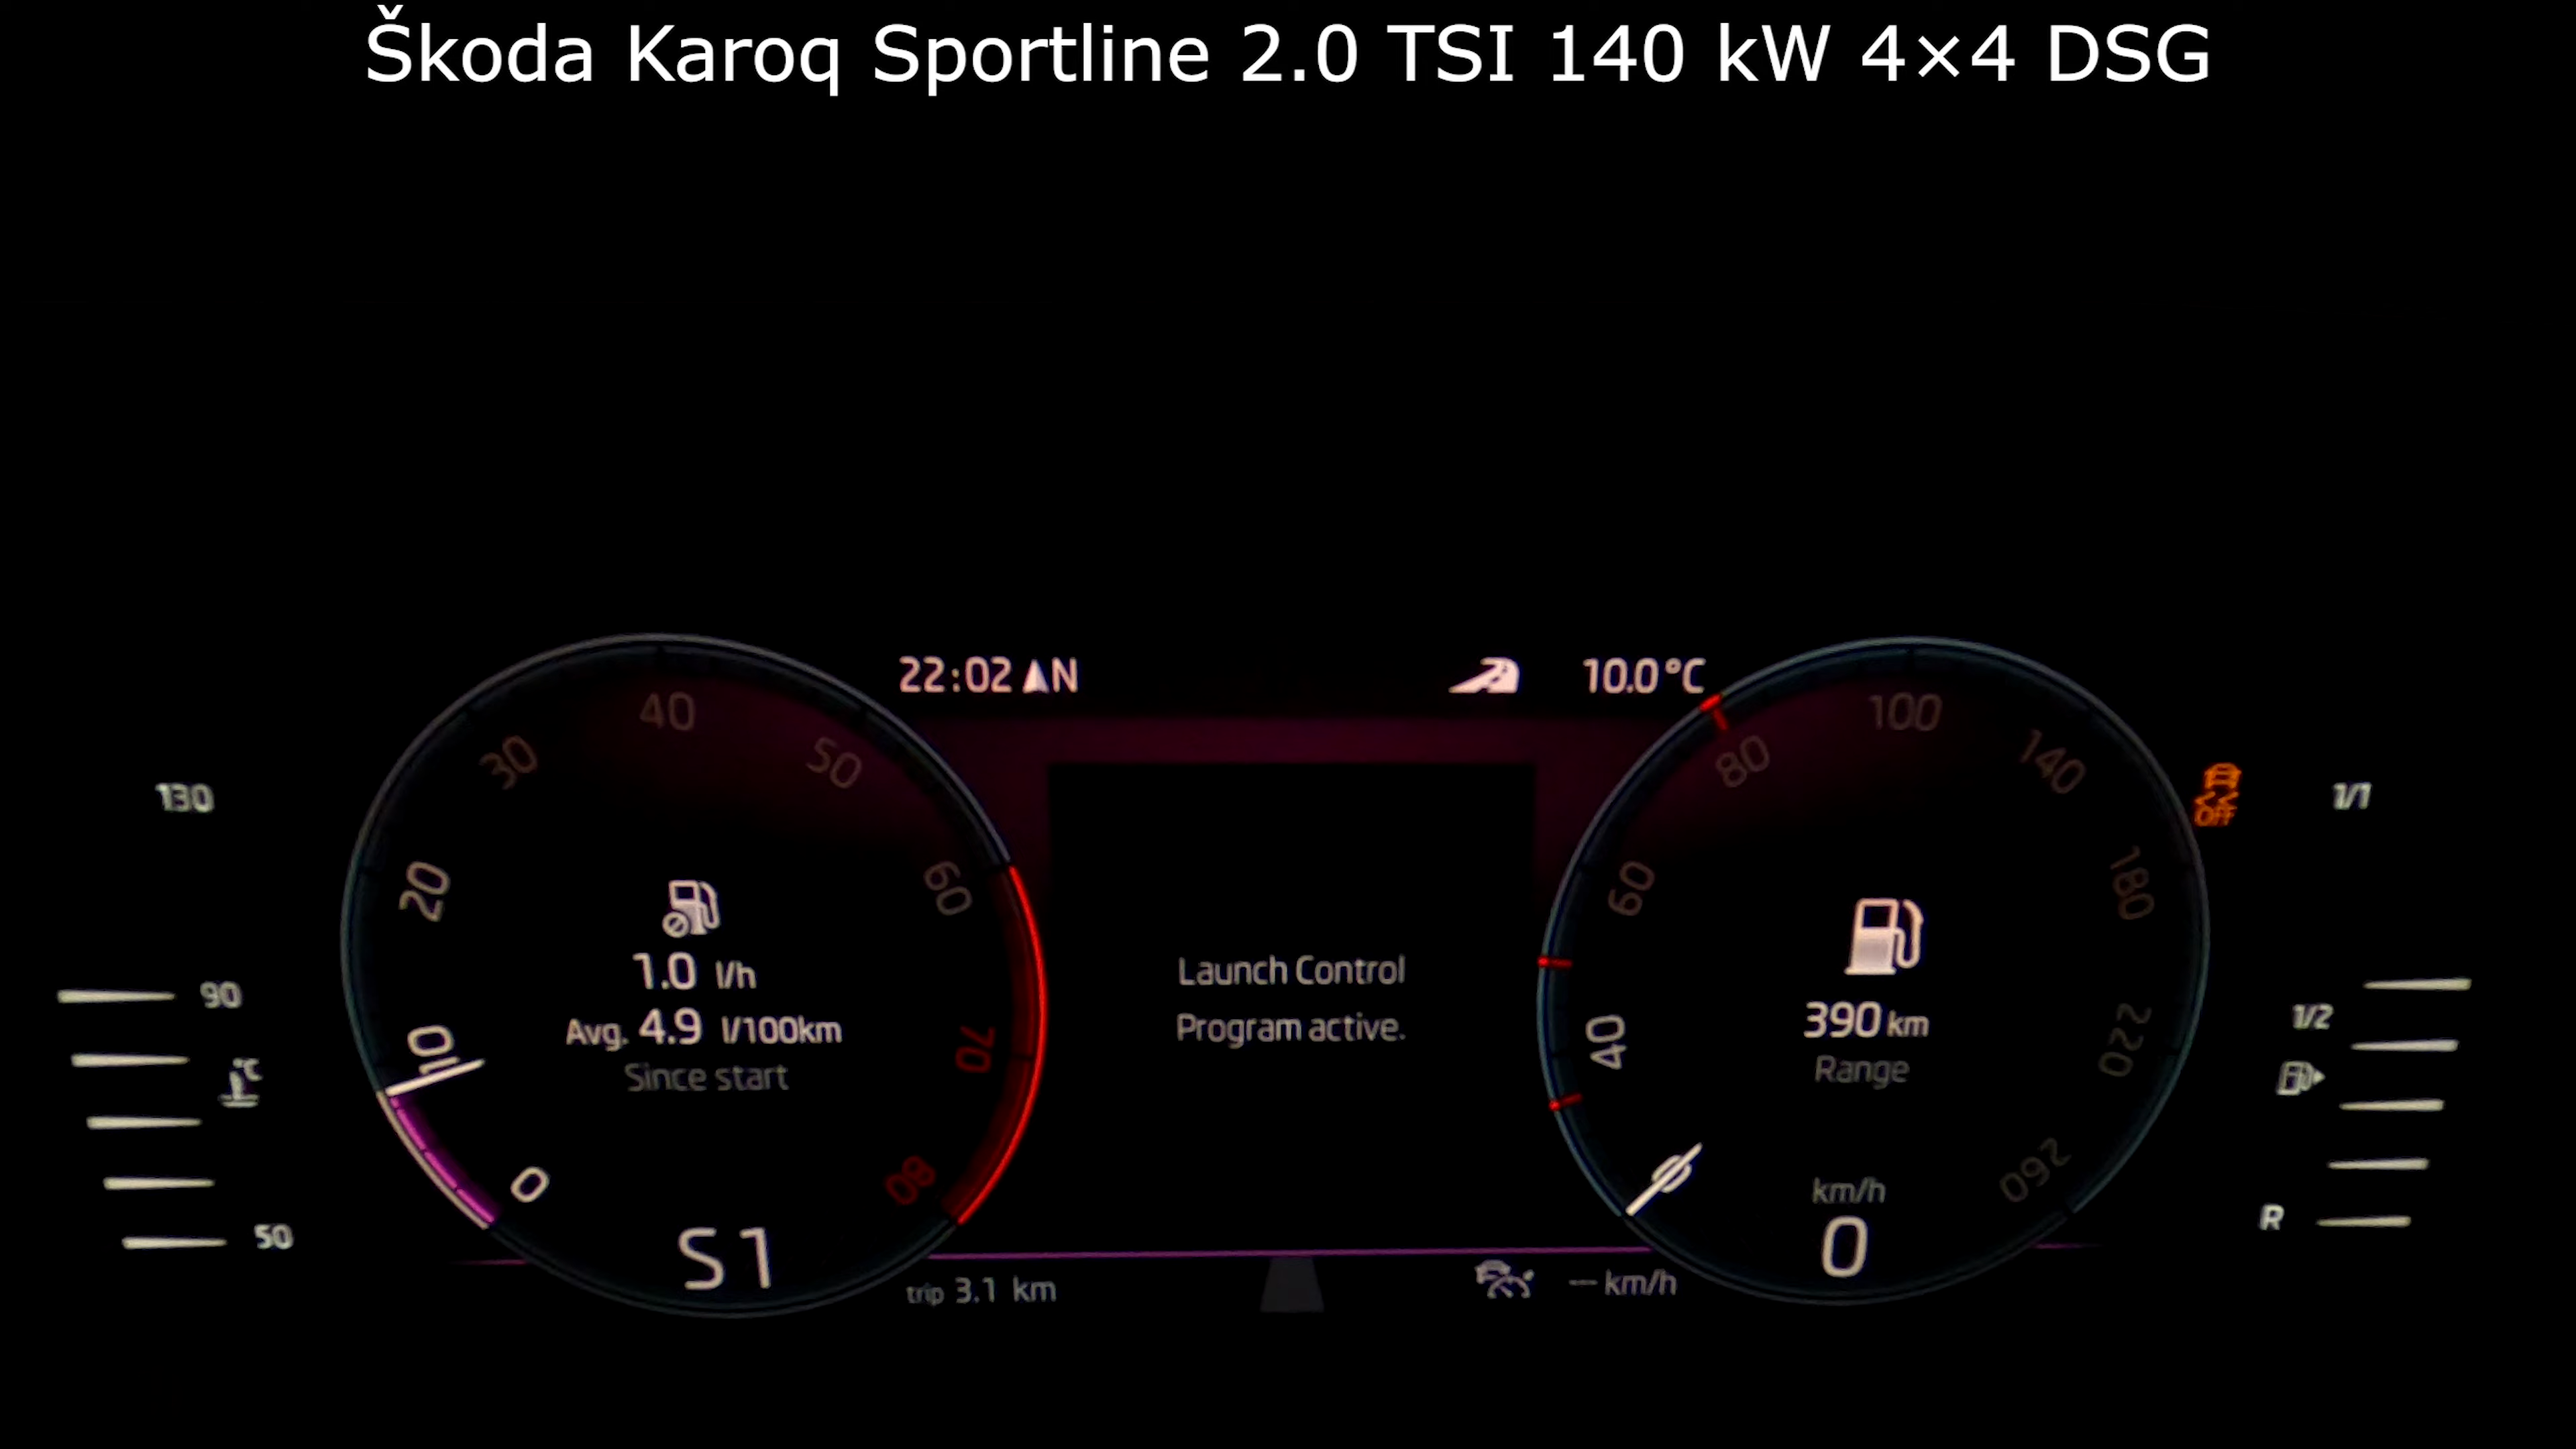 Škoda Karoq Sportline 2.0 TSI 140 kW 4×4 DSG
22:02 N
10.0°C
130
90
°C
50
0
10
20
30
40
50
60
70
80
1.0 l/h
Avg. 4.9 l/100km
Since start
S 1
Launch Control
Program active.
trip 3.1 km
-- km/h
0
40
60
80
100
140
180
220
260
390 km
Range
km/h
0
OFF
1/1
1/2
R